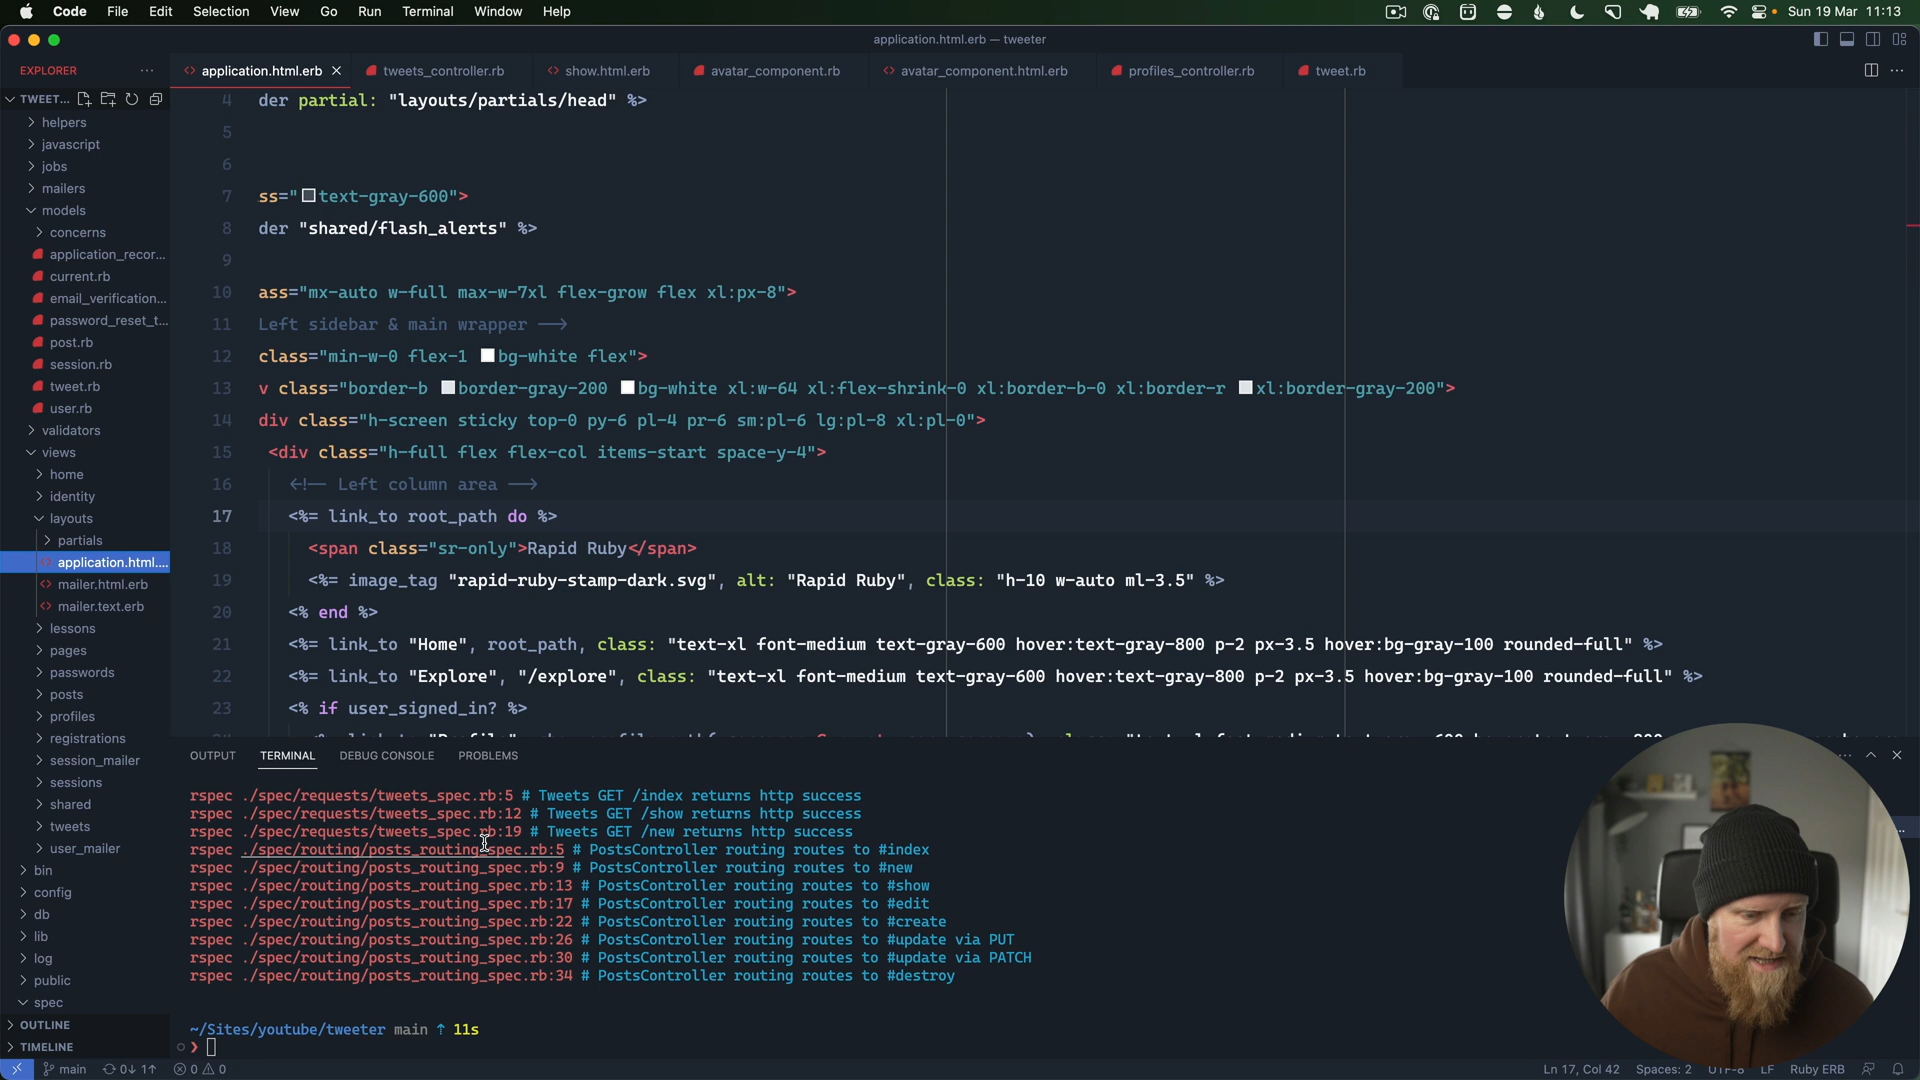 Code File Edit Selection View Go Run Terminal Window Help
Sun 19 Mar 11:13
application.html.erb — tweeter
EXPLORER
application.html.erb
tweets_controller.rb
show.html.erb
avatar_component.rb
avatar_component.html.erb
profiles_controller.rb
tweet.rb
TWEET...
helpers
javascript
jobs
mailers
models
concerns
application_recor...
current.rb
email_verification...
password_reset_t...
post.rb
session.rb
tweet.rb
user.rb
validators
views
home
identity
layouts
partials
application.html....
mailer.html.erb
mailer.text.erb
lessons
pages
passwords
posts
profiles
registrations
session_mailer
sessions
shared
tweets
user_mailer
bin
config
db
lib
log
public
spec
OUTLINE
TIMELINE
4 der partial: "layouts/partials/head" %>
5
6
7 ss="text-gray-600">
8 der "shared/flash_alerts" %>
9
10 ass="mx-auto w-full max-w-7xl flex-grow flex xl:px-8">
11 Left sidebar & main wrapper -->
12 class="min-w-0 flex-1 bg-white flex">
13 v class="border-b border-gray-200 bg-white xl:w-64 xl:flex-shrink-0 xl:border-b-0 xl:border-r xl:border-gray-200">
14 div class="h-screen sticky top-0 py-6 pl-4 pr-6 sm:pl-6 lg:pl-8 xl:pl-0">
15 <div class="h-full flex flex-col items-start space-y-4">
16 <!-- Left column area -->
17 <%= link_to root_path do %>
18 <span class="sr-only">Rapid Ruby</span>
19 <%= image_tag "rapid-ruby-stamp-dark.svg", alt: "Rapid Ruby", class: "h-10 w-auto ml-3.5" %>
20 <% end %>
21 <%= link_to "Home", root_path, class: "text-xl font-medium text-gray-600 hover:text-gray-800 p-2 px-3.5 hover:bg-gray-100 rounded-full" %>
22 <%= link_to "Explore", "/explore", class: "text-xl font-medium text-gray-600 hover:text-gray-800 p-2 px-3.5 hover:bg-gray-100 rounded-full" %>
23 <% if user_signed_in? %>
OUTPUT TERMINAL DEBUG CONSOLE PROBLEMS
rspec ./spec/requests/tweets_spec.rb:5 # Tweets GET /index returns http success
rspec ./spec/requests/tweets_spec.rb:12 # Tweets GET /show returns http success
rspec ./spec/requests/tweets_spec.rb:19 # Tweets GET /new returns http success
rspec ./spec/routing/posts_routing_spec.rb:5 # PostsController routing routes to #index
rspec ./spec/routing/posts_routing_spec.rb:9 # PostsController routing routes to #new
rspec ./spec/routing/posts_routing_spec.rb:13 # PostsController routing routes to #show
rspec ./spec/routing/posts_routing_spec.rb:17 # PostsController routing routes to #edit
rspec ./spec/routing/posts_routing_spec.rb:22 # PostsController routing routes to #create
rspec ./spec/routing/posts_routing_spec.rb:26 # PostsController routing routes to #update via PUT
rspec ./spec/routing/posts_routing_spec.rb:30 # PostsController routing routes to #update via PATCH
rspec ./spec/routing/posts_routing_spec.rb:34 # PostsController routing routes to #destroy
~/Sites/youtube/tweeter main ↑ 11s
❯
main 0↓ 1↑ 0 0
Ln 17, Col 42 Spaces: 2 UTF-8 LF Ruby ERB